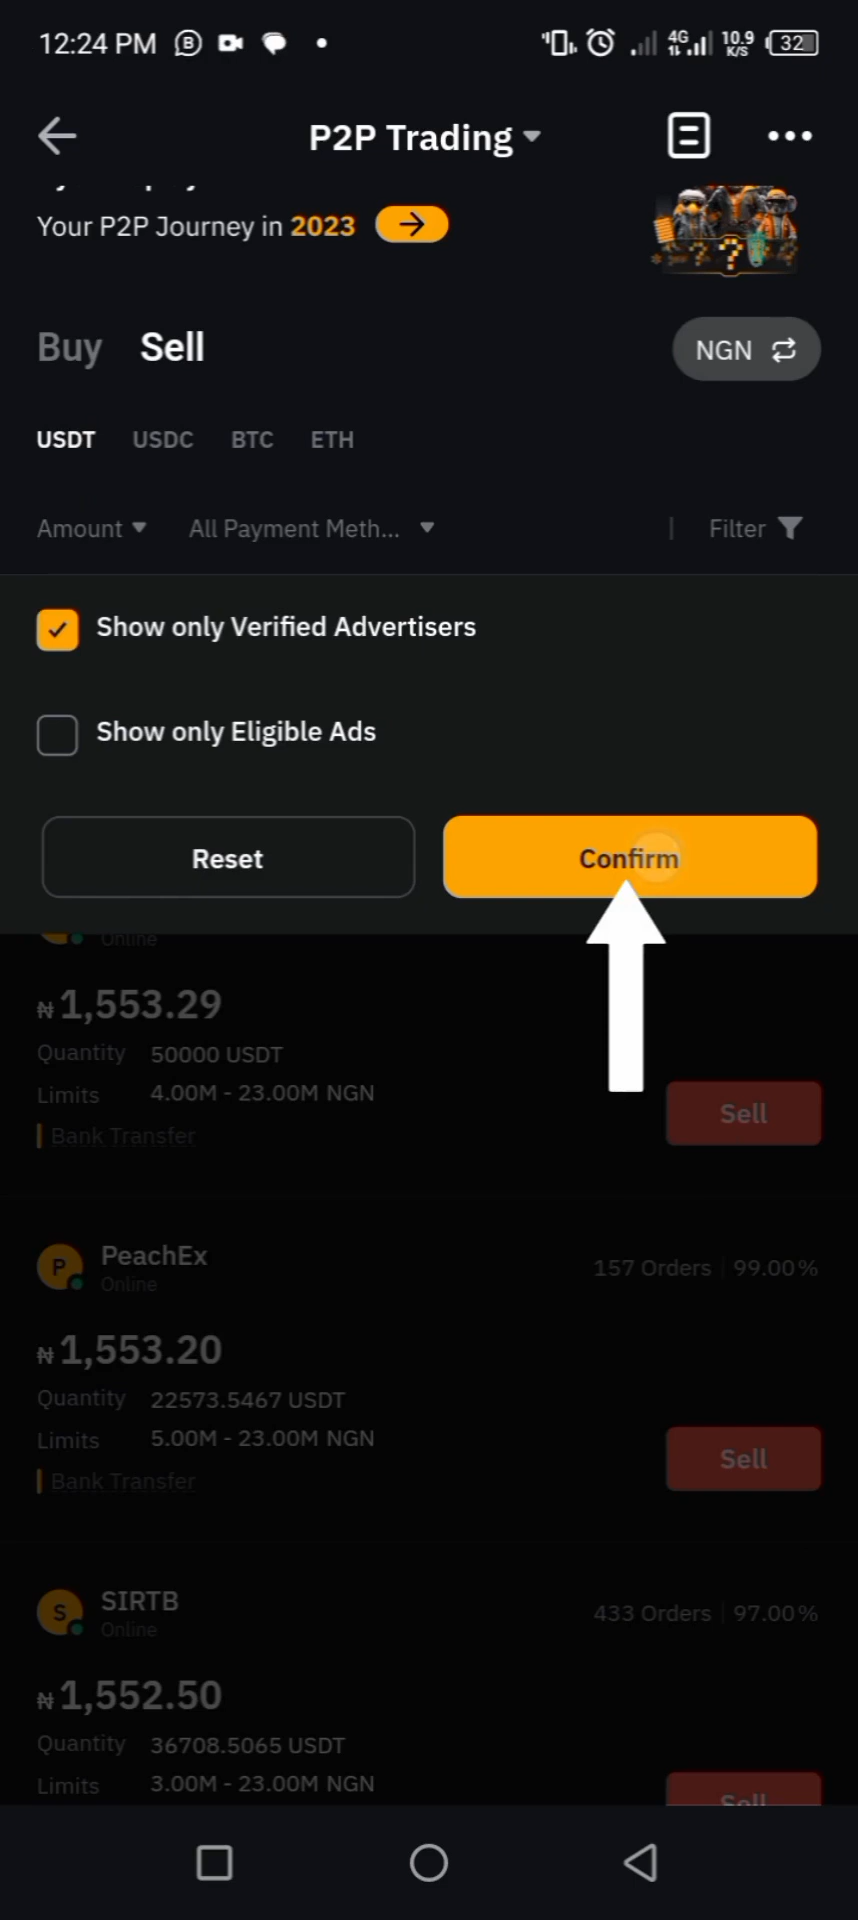 12:24 PM 4G 10.9 K/S 32
P2P Trading
Your P2P Journey in 2023
Buy Sell NGN
USDT USDC BTC ETH
Amount All Payment Meth... Filter
Show only Verified Advertisers
Show only Eligible Ads
Reset Confirm
Online
₦1,553.29
Quantity 50000 USDT
Limits 4.00M - 23.00M NGN
Sell
Bank Transfer
P PeachEx
Online
157 Orders 99.00%
₦1,553.20
Quantity 22573.5467 USDT
Limits 5.00M - 23.00M NGN
Sell
Bank Transfer
S SIRTB
Online
433 Orders 97.00%
₦1,552.50
Quantity 36708.5065 USDT
Limits 3.00M - 23.00M NGN
Sell